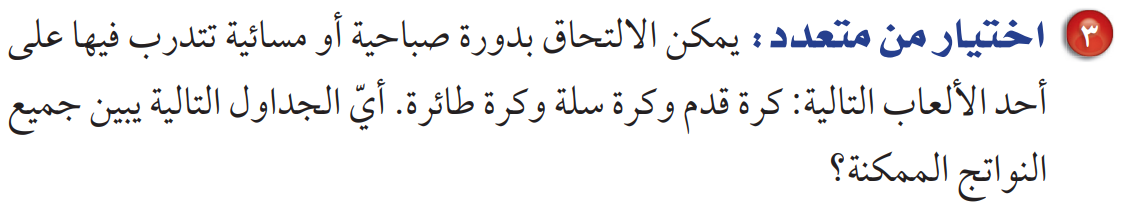 ٣ اختيار من متعدد: يمكن الالتحاق بدورة صباحية أو مسائية تتدرب فيها على
أحد الألعاب التالية: كرة قدم وكرة سلة وكرة طائرة. أيّ الجداول التالية يبين جميع
النواتج الممكنة؟